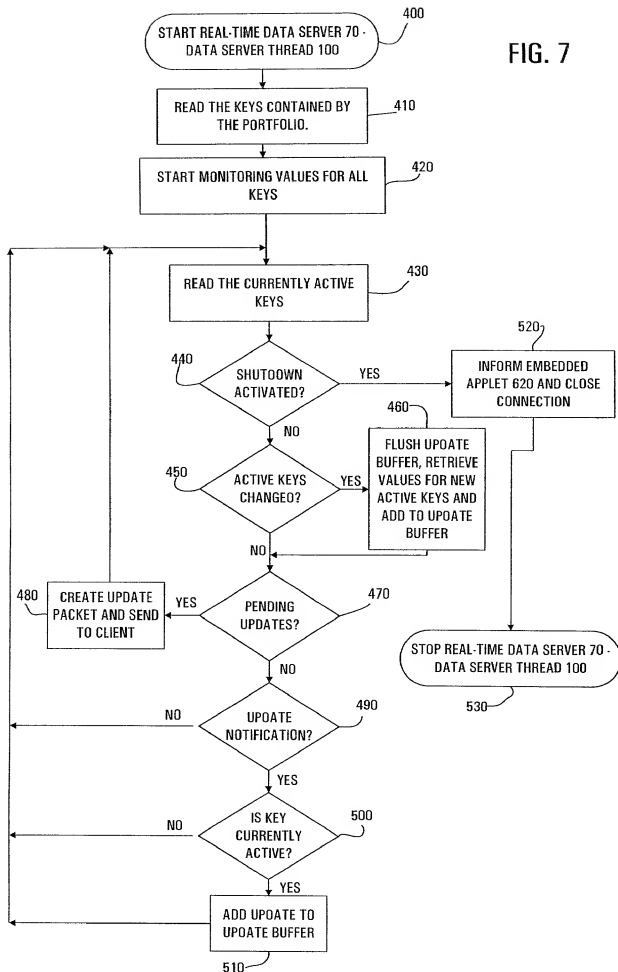 START REAL-TIME DATA SERVER 70 -
DATA SERVER THREAD 100
400
FIG. 7
READ THE KEYS CONTAINED BY
THE PORTFOLIO.
410
START MONITORING VALUES FOR ALL
KEYS
420
READ THE CURRENTLY ACTIVE
KEYS
430
440
SHUTDOWN
ACTIVATED?
YES
NO
520
INFORM EMBEDDED
APPLET 620 AND CLOSE
CONNECTION
450
ACTIVE KEYS
CHANGEO?
YES
NO
460
FLUSH UPOATE
BUFFER, RETRIEVE
VALUES FOR NEW
ACTIVE KEYS AND
ADD TO UPOATE
BUFFER
480
CREATE UPDATE
PACKET AND SEND
TO CLIENT
YES
PENDING
UPDATES?
470
NO
STOP REAL-TIME DATA SERVER 70 -
DATA SERVER THREAD 100
530
NO
UPOATE
NOTIFICATION?
490
YES
NO
IS KEY
CURRENTLY
ACTIVE?
500
YES
ADD UPDATE TO
UPDATE BUFFER
510